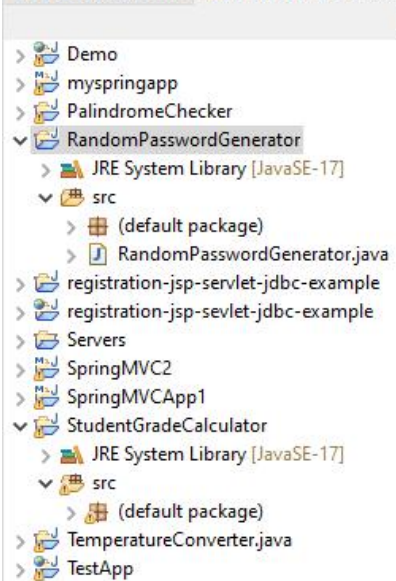 Demo
myspringapp
PalindromeChecker
RandomPasswordGenerator
JRE System Library [JavaSE-17]
src
(default package)
RandomPasswordGenerator.java
registration-jsp-servlet-jdbc-example
registration-jsp-sevlet-jdbc-example
Servers
SpringMVC2
SpringMVCApp1
StudentGradeCalculator
JRE System Library [JavaSE-17]
src
(default package)
TemperatureConverter.java
TestApp